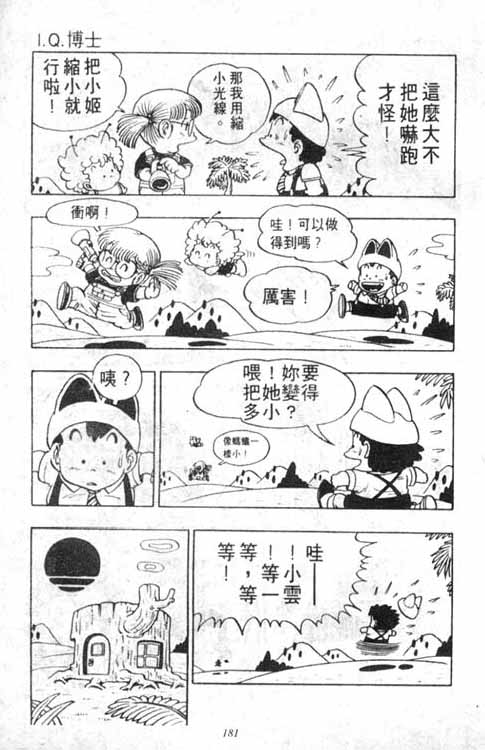 I.Q.博士
這麼大不
把她嚇跑
才怪！
那我用縮
小光線。
把小姬
縮小就
行啦！
哇！可以做
得到嗎？
厲害！
衝啊！
喂！妳要
把她變得
多小？
像螞蟻一
樣小！
咦？
哇——
！小雲
！等一
等，等
等！
181